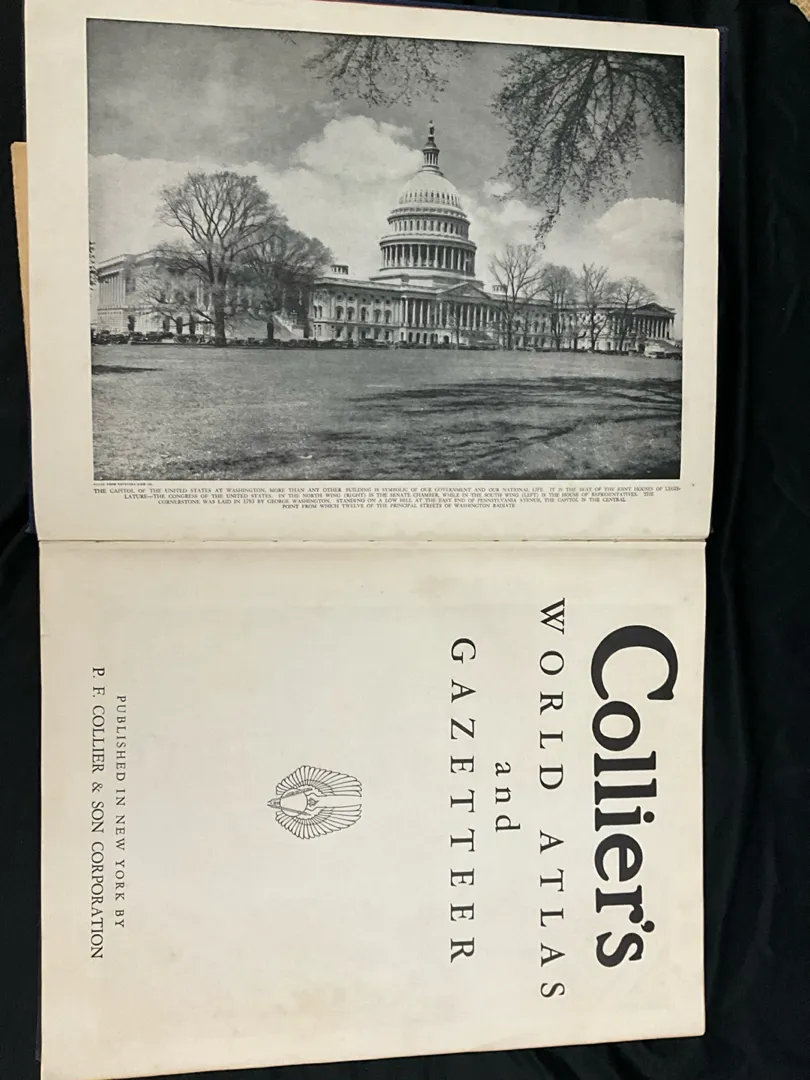 THE CAPITOL OF THE UNITED STATES AT WASHINGTON, MORE THAN ANY OTHER BUILDING IS SYMBOLIC OF OUR GOVERNMENT AND OUR NATIONAL LIFE. IT IS THE SEAT OF THE JOINT HOUSES OF LEGIS-
LATURE—THE CONGRESS OF THE UNITED STATES. IN THE NORTH WING (RIGHT) IS THE SENATE CHAMBER, WHILE IN THE SOUTH WING (LEFT) IS THE HOUSE OF REPRESENTATIVES. THE
CORNERSTONE WAS LAID IN 1793 BY GEORGE WASHINGTON. STANDING ON A LOW HILL AT THE EAST END OF PENNSYLVANIA AVENUE, THE CAPITOL IS THE CENTRAL
POINT FROM WHICH TWELVE OF THE PRINCIPAL STREETS OF WASHINGTON RADIATE
Collier's
WORLD ATLAS
and
GAZETTEER
PUBLISHED IN NEW YORK BY
P. F. COLLIER & SON CORPORATION